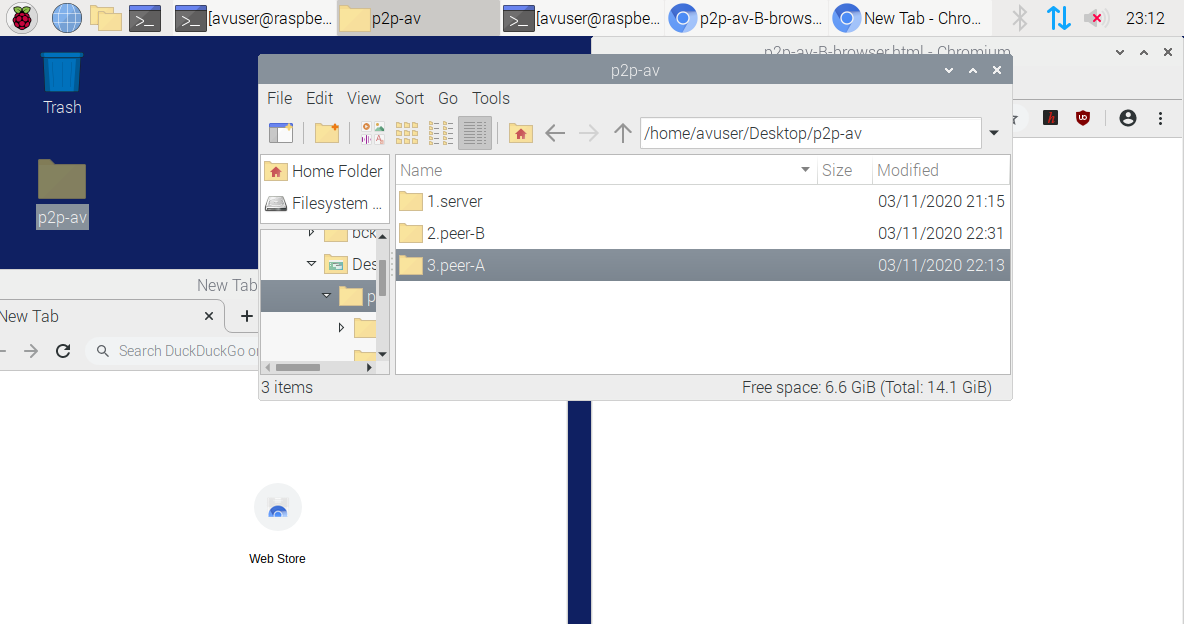 [avuser@raspbe...
p2p-av
[avuser@raspbe...
p2p-av-B-brows...
New Tab - Chro...
23:12
Trash
p2p-av
p2p-av-B-browser.html - Chromium
p2p-av
File Edit View Sort Go Tools
/home/avuser/Desktop/p2p-av
Home Folder
Filesystem ...
bck
Des
p
Name Size Modified
1.server 03/11/2020 21:15
2.peer-B 03/11/2020 22:31
3.peer-A 03/11/2020 22:13
3 items
Free space: 6.6 GiB (Total: 14.1 GiB)
New Tab
New Tab
Search DuckDuckGo or
Web Store